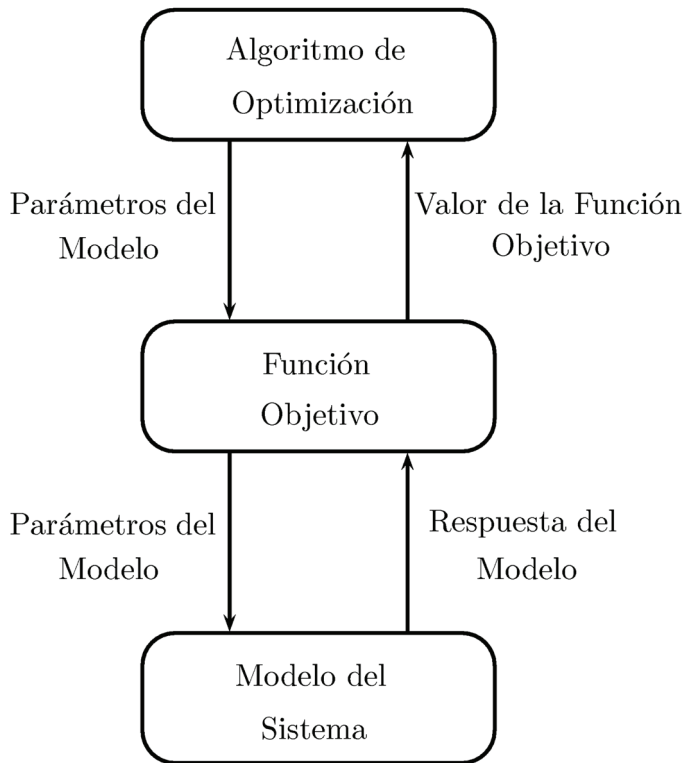 Algoritmo de
Optimización
Parámetros del
Modelo
Valor de la Función
Objetivo
Función
Objetivo
Parámetros del
Modelo
Respuesta del
Modelo
Modelo del
Sistema